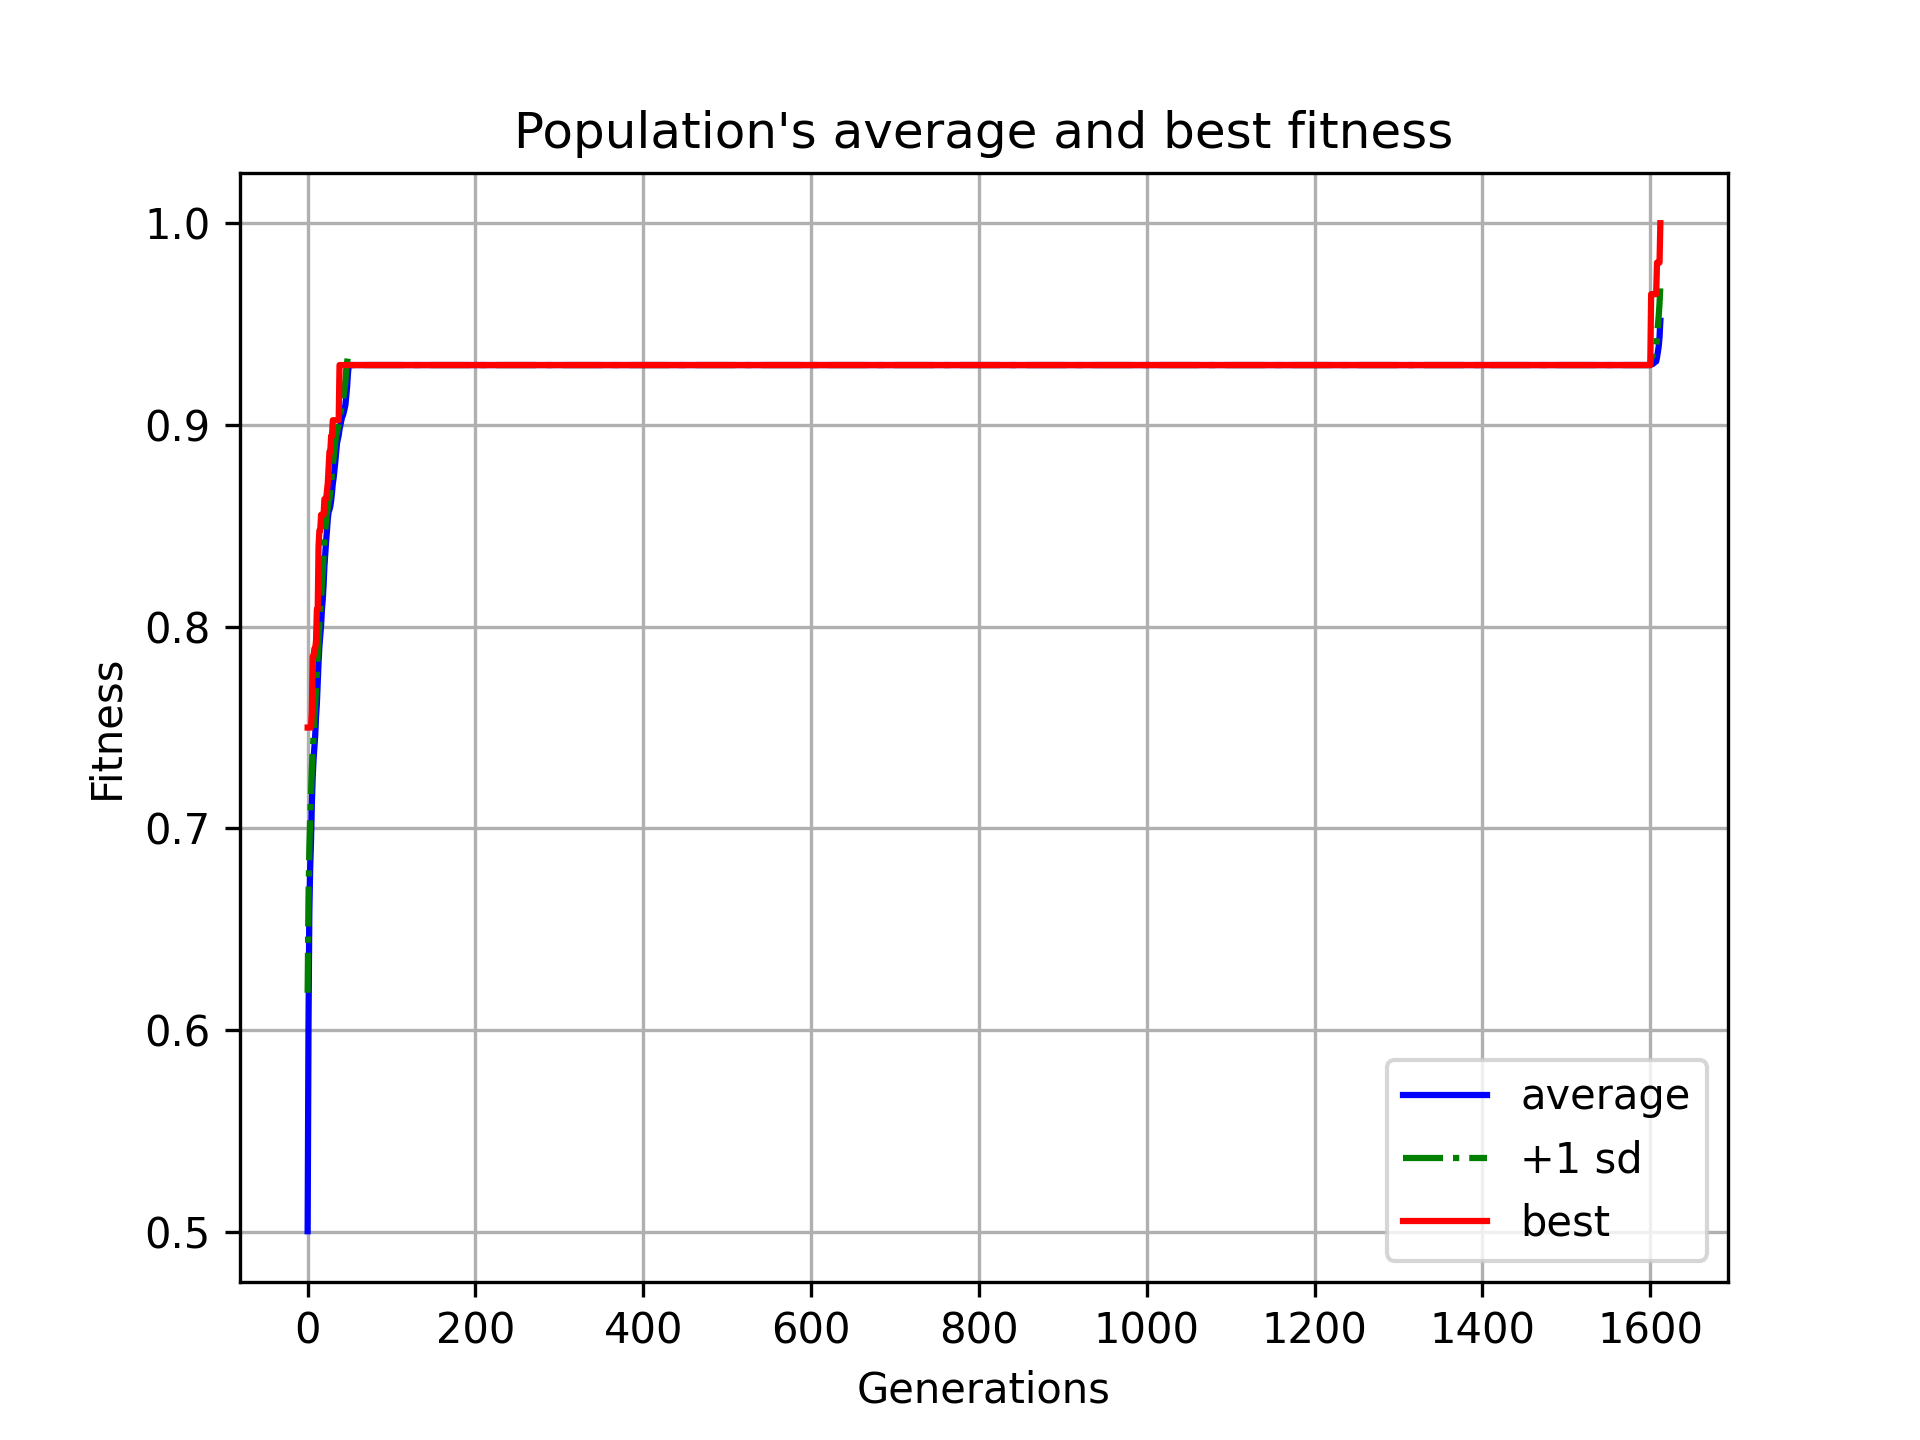 Population's average and best fitness
1.0
0.9
0.8
0.7
0.6
0.5
Fitness
0 200 400 600 800 1000 1200 1400 1600
Generations
average
+1 sd
best